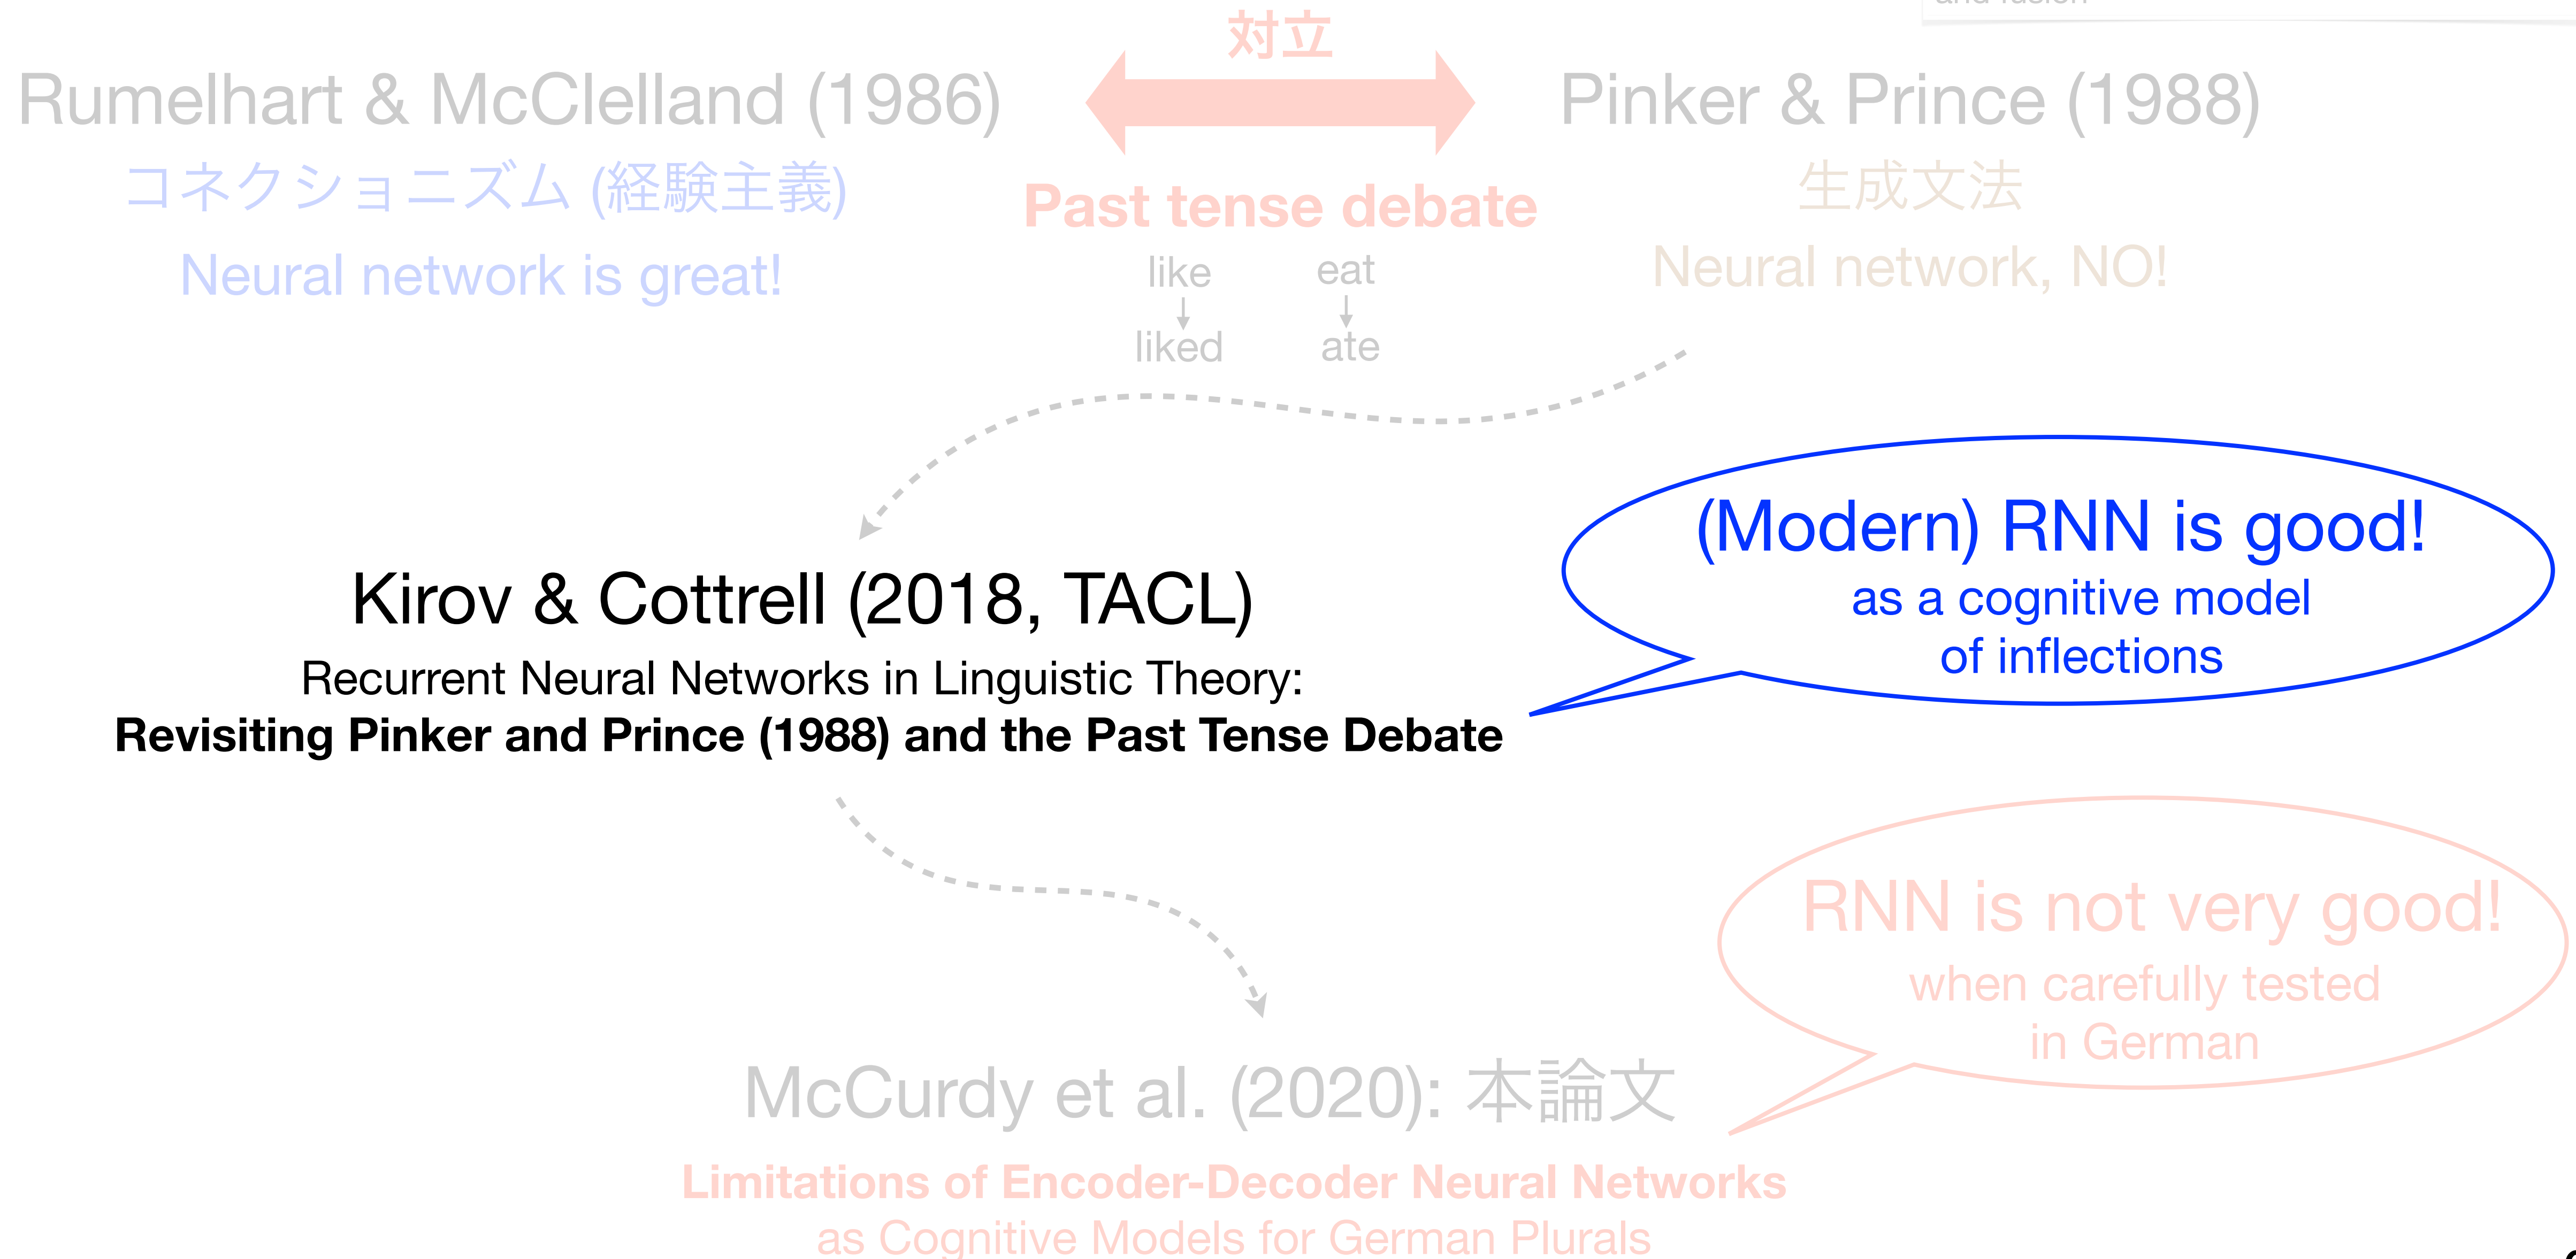 and fusion
対立
Rumelhart & McClelland (1986)
Pinker & Prince (1988)
コネクショニズム (経験主義)
生成文法
Past tense debate
Neural network is great!
Neural network, NO!
like eat
liked ate
(Modern) RNN is good!
as a cognitive model
of inflections
Kirov & Cottrell (2018, TACL)
Recurrent Neural Networks in Linguistic Theory:
Revisiting Pinker and Prince (1988) and the Past Tense Debate
RNN is not very good!
when carefully tested
in German
McCurdy et al. (2020): 本論文
Limitations of Encoder-Decoder Neural Networks
as Cognitive Models for German Plurals